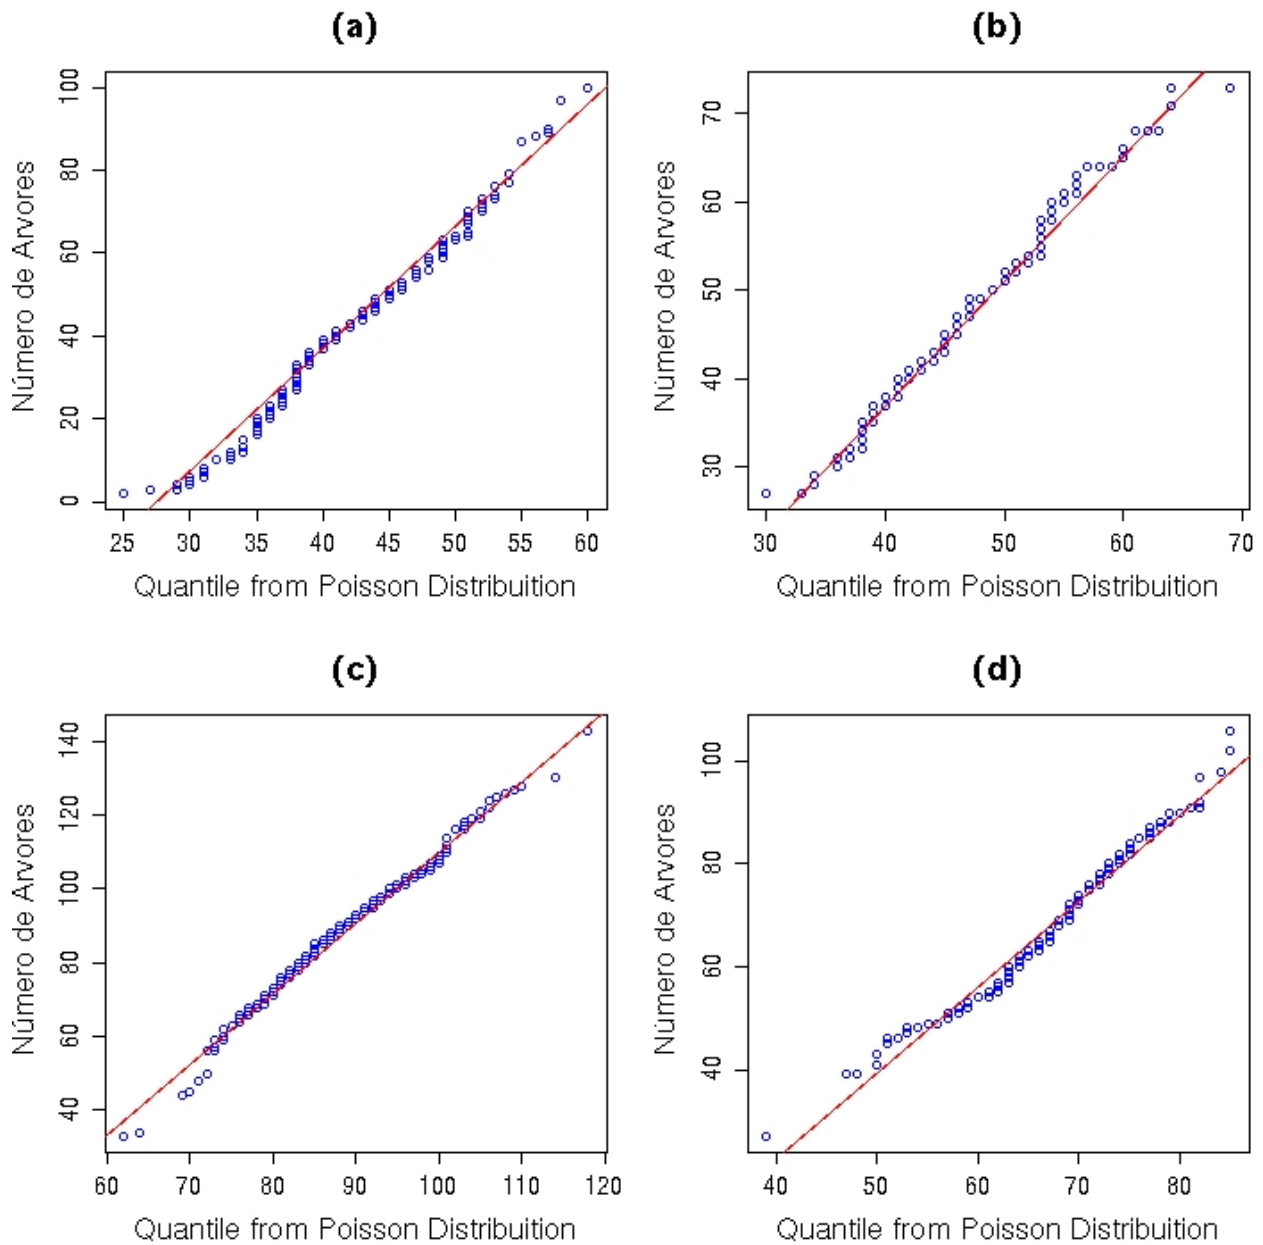 (a)
Número de Arvores
100
80
60
40
20
0
25 30 35 40 45 50 55 60
Quantile from Poisson Distribuition
(b)
Número de Arvores
70
60
50
40
30
30 40 50 60 70
Quantile from Poisson Distribuition
(c)
Número de Arvores
140
120
100
80
60
40
60 70 80 90 100 110 120
Quantile from Poisson Distribuition
(d)
Número de Arvores
100
80
60
40
40 50 60 70 80
Quantile from Poisson Distribuition